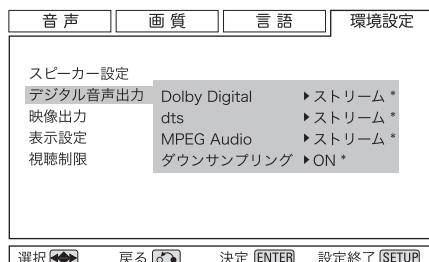 音声 画質 言語 環境設定
スピーカー設定
デジタル音声出力 Dolby Digital ▶ストリーム *
映像出力 dts ▶ストリーム *
表示設定 MPEG Audio ▶ストリーム *
視聴制限 ダウンサンプリング ▶ON *
選択 戻る 決定 ENTER 設定終了 SETUP